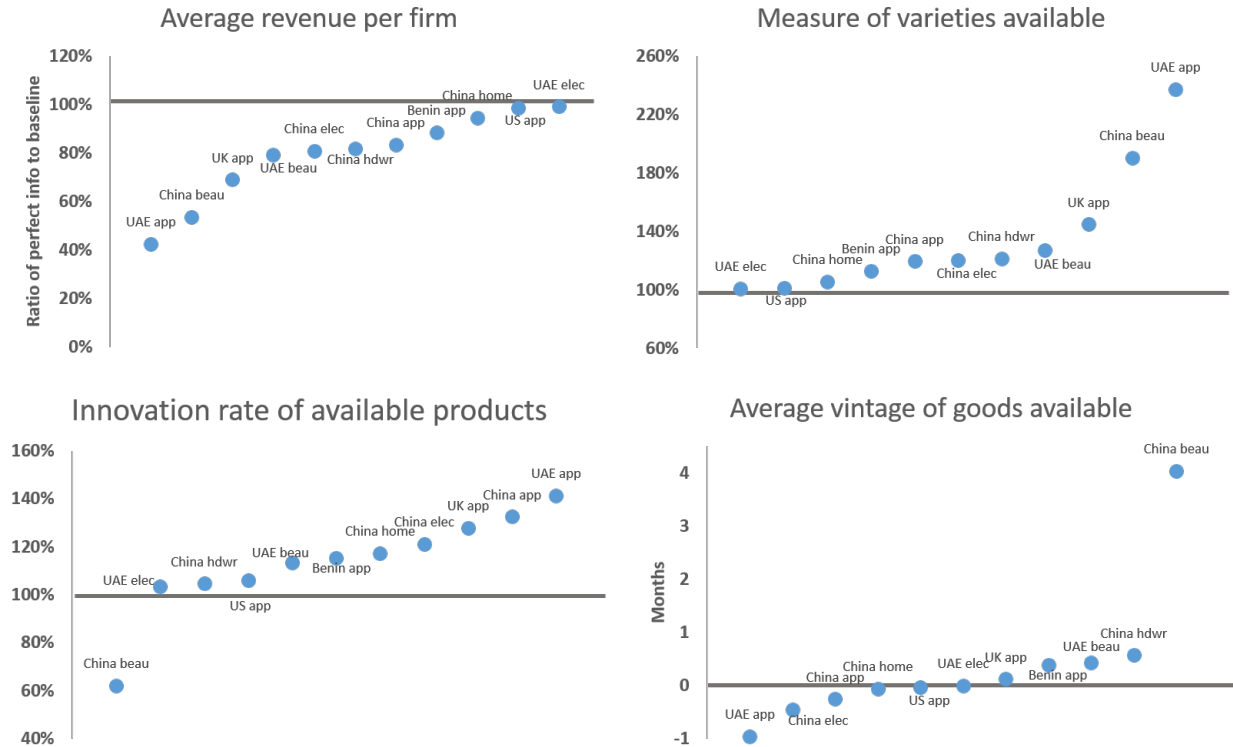 Average revenue per firm
120%
100%
80%
60%
40%
20%
0%
Ratio of perfect info to baseline
UAE app
China beau
UK app
UAE beau
China elec
China hdwr
China app
Benin app
China home
US app
UAE elec
Measure of varieties available
260%
220%
180%
140%
100%
60%
UAE elec
US app
China home
Benin app
China app
China elec
China hdwr
UAE beau
UK app
China beau
UAE app
Innovation rate of available products
160%
140%
120%
100%
80%
60%
40%
China beau
UAE elec
China hdwr
US app
UAE beau
Benin app
China home
China elec
UK app
China app
UAE app
Average vintage of goods available
4
3
2
1
0
-1
Months
UAE app
China elec
China app
China home
US app
UAE elec
UK app
Benin app
UAE beau
China hdwr
China beau